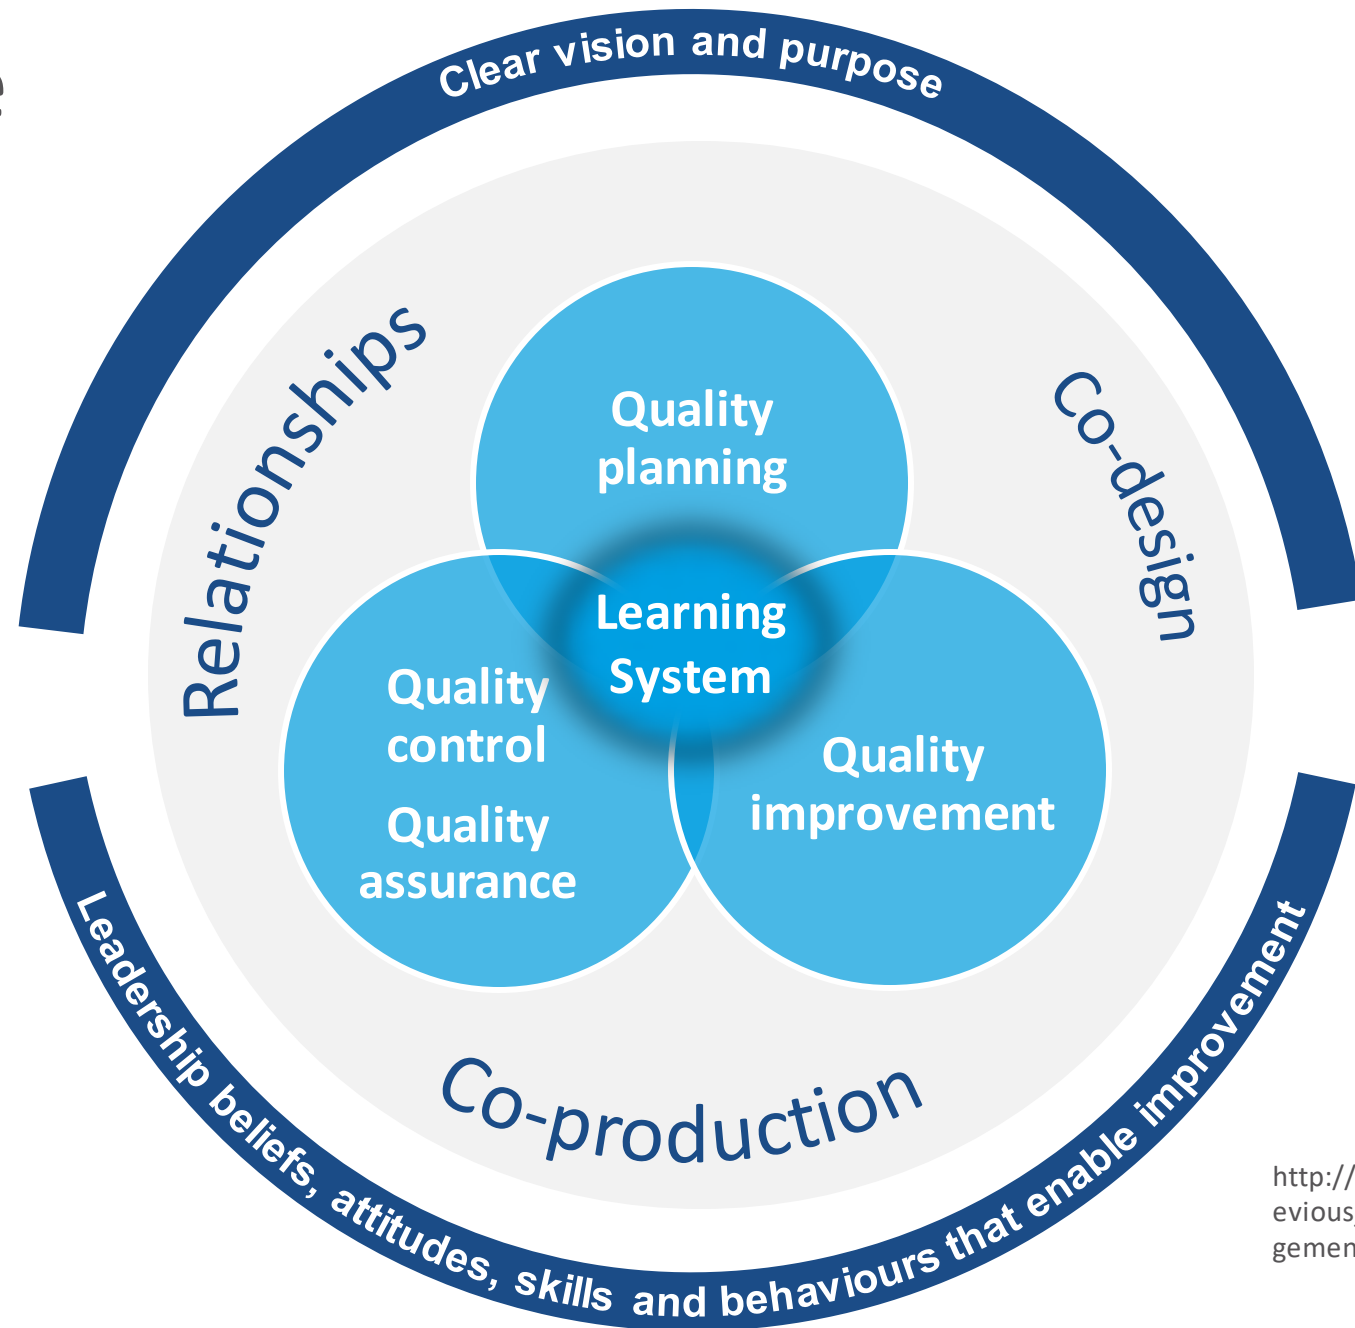 e
Clear vision and purpose
Relationships
Co-design
Quality
planning
Learning
System
Quality
control
Quality
assurance
Quality
improvement
Co-production
Leadership beliefs, attitudes, skills and behaviours that enable improvement
http://
evious
gemen